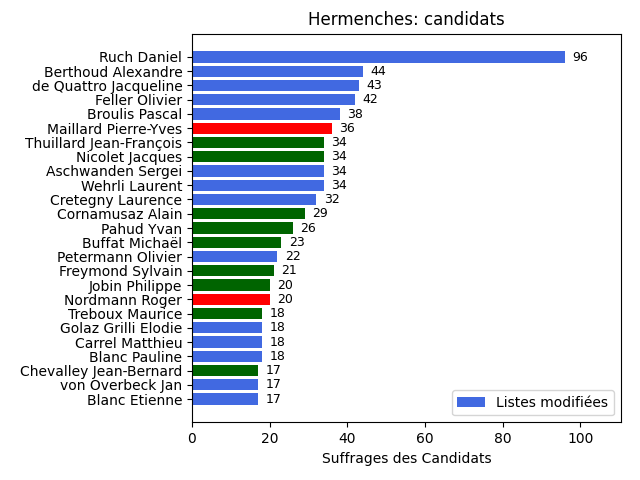 Hermenches: candidats
Ruch Daniel 96
Berthoud Alexandre 44
de Quattro Jacqueline 43
Feller Olivier 42
Broulis Pascal 38
Maillard Pierre-Yves 36
Thuillard Jean-François 34
Nicolet Jacques 34
Aschwanden Sergei 34
Wehrli Laurent 34
Cretegny Laurence 32
Cornamusaz Alain 29
Pahud Yvan 26
Buffat Michaël 23
Petermann Olivier 22
Freymond Sylvain 21
Jobin Philippe 20
Nordmann Roger 20
Treboux Maurice 18
Golaz Grilli Elodie 18
Carrel Matthieu 18
Blanc Pauline 18
Chevalley Jean-Bernard 17
von Overbeck Jan 17
Blanc Etienne 17
Listes modifiées
0 20 40 60 80 100
Suffrages des Candidats